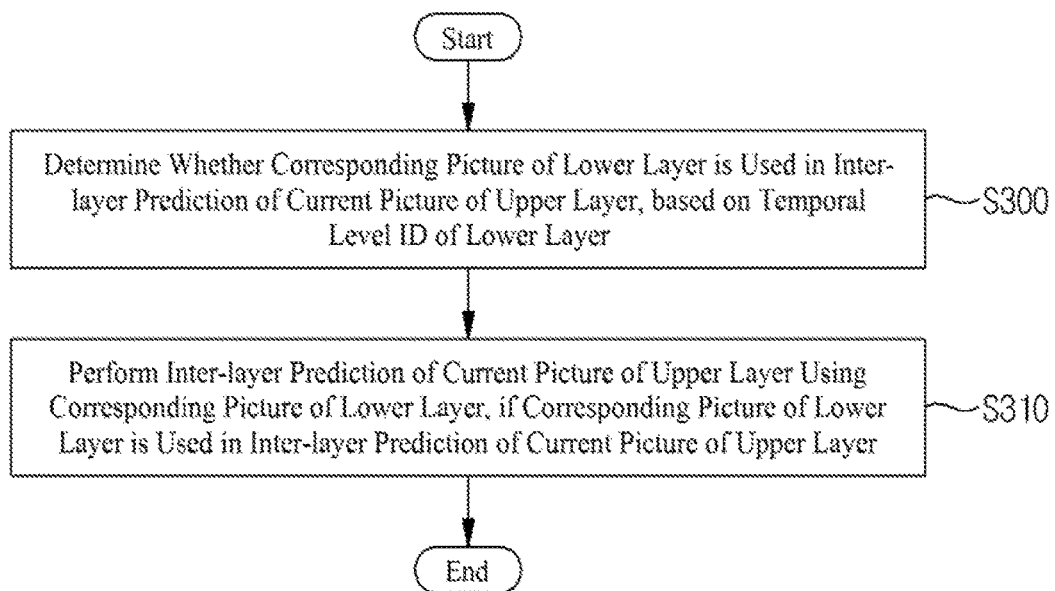 Start
Determine Whether Corresponding Picture of Lower Layer is Used in Inter-
layer Prediction of Current Picture of Upper Layer, based on Temporal
Level ID of Lower Layer
S300
Perform Inter-layer Prediction of Current Picture of Upper Layer Using
Corresponding Picture of Lower Layer, if Corresponding Picture of Lower
Layer is Used in Inter-layer Prediction of Current Picture of Upper Layer
S310
End